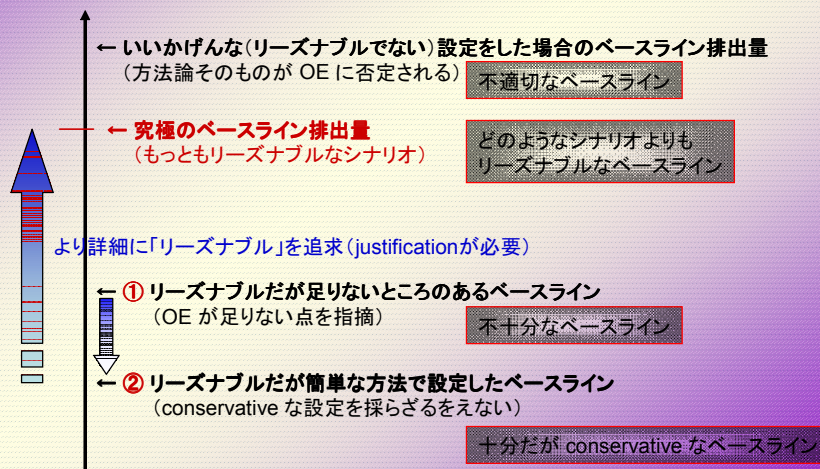 ← いいかげんな(リーズナブルでない)設定をした場合のベースライン排出量
(方法論そのものが OE に否定される)
不適切なベースライン
← 究極のベースライン排出量
(もっともリーズナブルなシナリオ)
どのようなシナリオよりも
リーズナブルなベースライン
より詳細に「リーズナブル」を追求(justificationが必要)
← ① リーズナブルだが足りないところのあるベースライン
(OE が足りない点を指摘)
不十分なベースライン
← ② リーズナブルだが簡単な方法で設定したベースライン
(conservative な設定を採らざるをえない)
十分だが conservative なベースライン